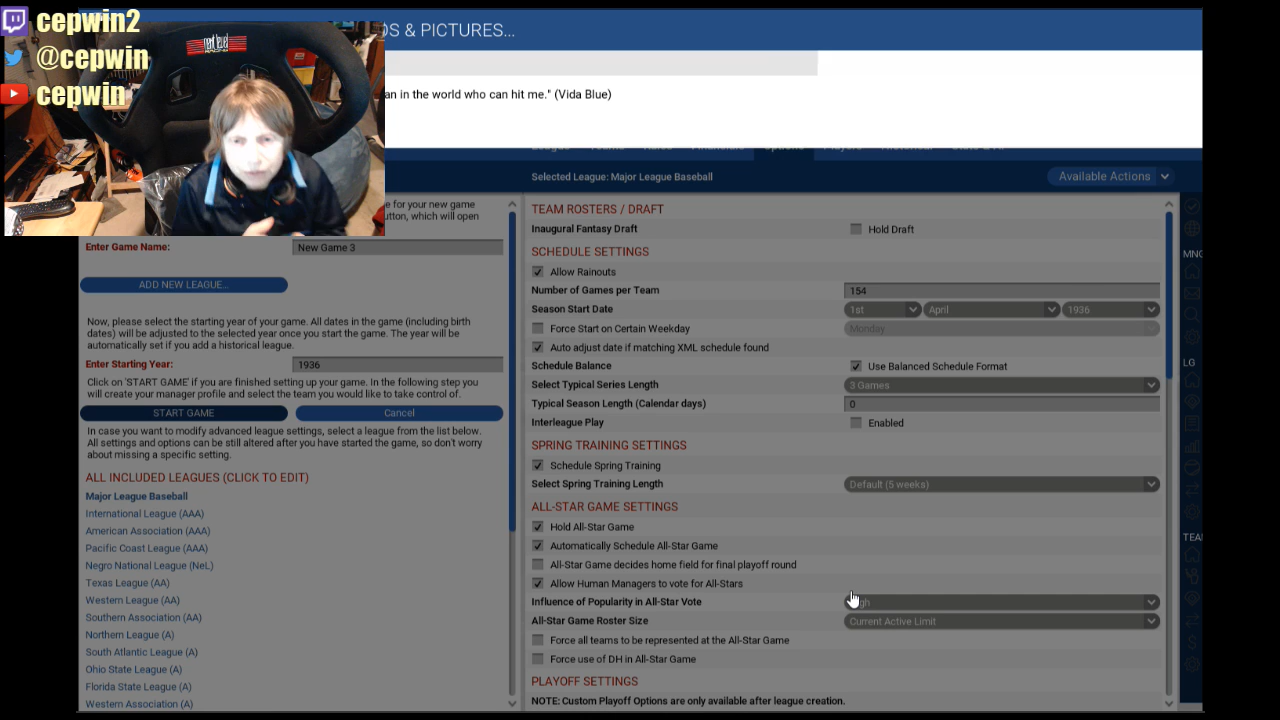 cepwin2
@cepwin
cepwin
next level
S & PICTURES...
an in the world who can hit me." (Vida Blue)
Selected League: Major League Baseball
Available Actions
e for your new game
utton, which will open
Enter Game Name:
New Game 3
ADD NEW LEAGUE...
Now, please select the starting year of your game. All dates in the game (including birth
dates) will be adjusted to the selected year once you start the game. The year will be
automatically set if you add a historical league.
Enter Starting Year:
1936
Click on 'START GAME' if you are finished setting up your game. In the following step you
will create your manager profile and select the team you would like to take control of.
START GAME
Cancel
In case you want to modify advanced league settings, select a league from the list below.
All settings and options can be still altered after you have started the game, so don't worry
about missing a specific setting.
ALL INCLUDED LEAGUES (CLICK TO EDIT)
Major League Baseball
International League (AAA)
American Association (AAA)
Pacific Coast League (AAA)
Negro National League (NeL)
Texas League (AA)
Western League (AA)
Southern Association (AA)
Northern League (A)
South Atlantic League (A)
Ohio State League (A)
Florida State League (A)
Western Association (A)
TEAM ROSTERS / DRAFT
Inaugural Fantasy Draft
Hold Draft
SCHEDULE SETTINGS
Allow Rainouts
Number of Games per Team
154
Season Start Date
1st
April
1936
Force Start on Certain Weekday
Monday
Auto adjust date if matching XML schedule found
Schedule Balance
Use Balanced Schedule Format
Select Typical Series Length
3 Games
Typical Season Length (Calendar days)
0
Interleague Play
Enabled
SPRING TRAINING SETTINGS
Schedule Spring Training
Select Spring Training Length
Default (5 weeks)
ALL-STAR GAME SETTINGS
Hold All-Star Game
Automatically Schedule All-Star Game
All-Star Game decides home field for final playoff round
Allow Human Managers to vote for All-Stars
Influence of Popularity in All-Star Vote
All-Star Game Roster Size
Current Active Limit
Force all teams to be represented at the All-Star Game
Force use of DH in All-Star Game
PLAYOFF SETTINGS
NOTE: Custom Playoff Options are only available after league creation.
MNG
LG
TEA